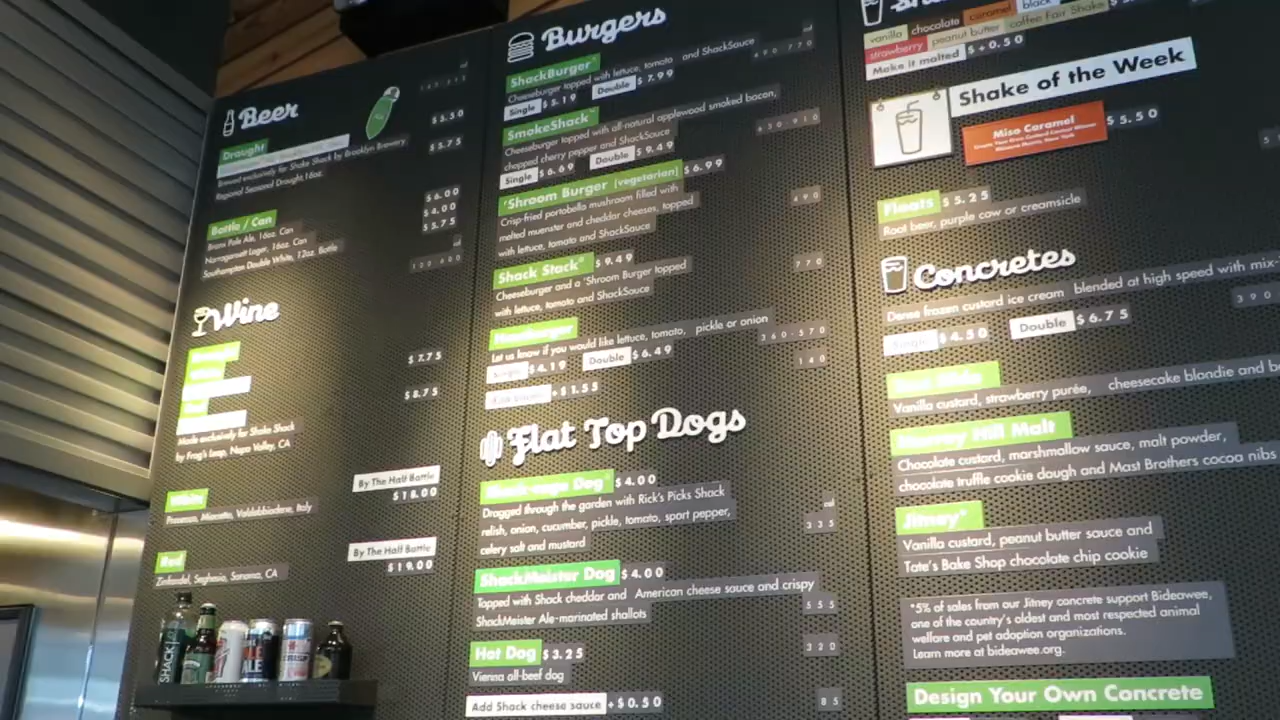 Beer
Draught
$5.50
Brewed exclusively for Shake Shack by Brooklyn Brewery
$5.75
Regional Seasonal Draught, 16oz.
Bottle / Can
Bronx Pale Ale, 16oz. Can
$6.00
Narragansett Lager, 16oz. Can
$4.00
Southampton Double White, 12oz. Bottle
$5.75
Wine
$7.75
$8.75
Made exclusively for Shake Shack
by Frog's Leap, Napa Valley, CA
By The Half Bottle
White
$18.00
Prosecco, Mionetto, Valdobbiadene, Italy
By The Half Bottle
Red
$19.00
Zinfandel, Seghesio, Sonoma, CA
SHACK
ALE
CRISP
Burgers
ShackBurger
Cheeseburger topped with lettuce, tomato and ShackSauce
Single $5.19 Double $7.99
SmokeShack
Cheeseburger topped with all-natural applewood smoked bacon,
chopped cherry pepper and ShackSauce
Single $6.69 Double $9.49
'Shroom Burger [vegetarian] $6.99
Crisp-fried portobello mushroom filled with
melted muenster and cheddar cheeses, topped
with lettuce, tomato and ShackSauce
490
Shack Stack $9.49
Cheeseburger and a 'Shroom Burger topped
770
with lettuce, tomato and ShackSauce
Hamburger
Let us know if you would like lettuce, tomato, pickle or onion
360-570
Single $4.19 Double $6.49
140
+$1.55
Flat Top Dogs
Shack-cago Dog $4.00
Dragged through the garden with Rick's Picks Shack
relish, onion, cucumber, pickle, tomato, sport pepper,
335
celery salt and mustard
ShackMeister Dog $4.00
Topped with Shack cheddar and American cheese sauce and crispy
ShackMeister Ale-marinated shallots
555
Hot Dog $3.25
320
Vienna all-beef dog
Add Shack cheese sauce +$0.50
85
vanilla chocolate caramel black
strawberry peanut butter coffee Fair Shake
Make it malted $+0.50
Shake of the Week
Miso Caramel
$5.50
Floats $5.25
Root beer, purple cow or creamsicle
Concretes
Dense frozen custard ice cream blended at high speed with mix-
390
Single $4.50 Double $6.75
Vanilla custard, strawberry purée, cheesecake blondie and
Murray Hill Malt
Chocolate custard, marshmallow sauce, malt powder,
chocolate truffle cookie dough and Mast Brothers cocoa nibs
Jitney*
Vanilla custard, peanut butter sauce and
Tate's Bake Shop chocolate chip cookie
*5% of sales from our Jitney concrete support Bideawee,
one of the country's oldest and most respected animal
welfare and pet adoption organizations.
Learn more at bideawee.org.
Design Your Own Concrete